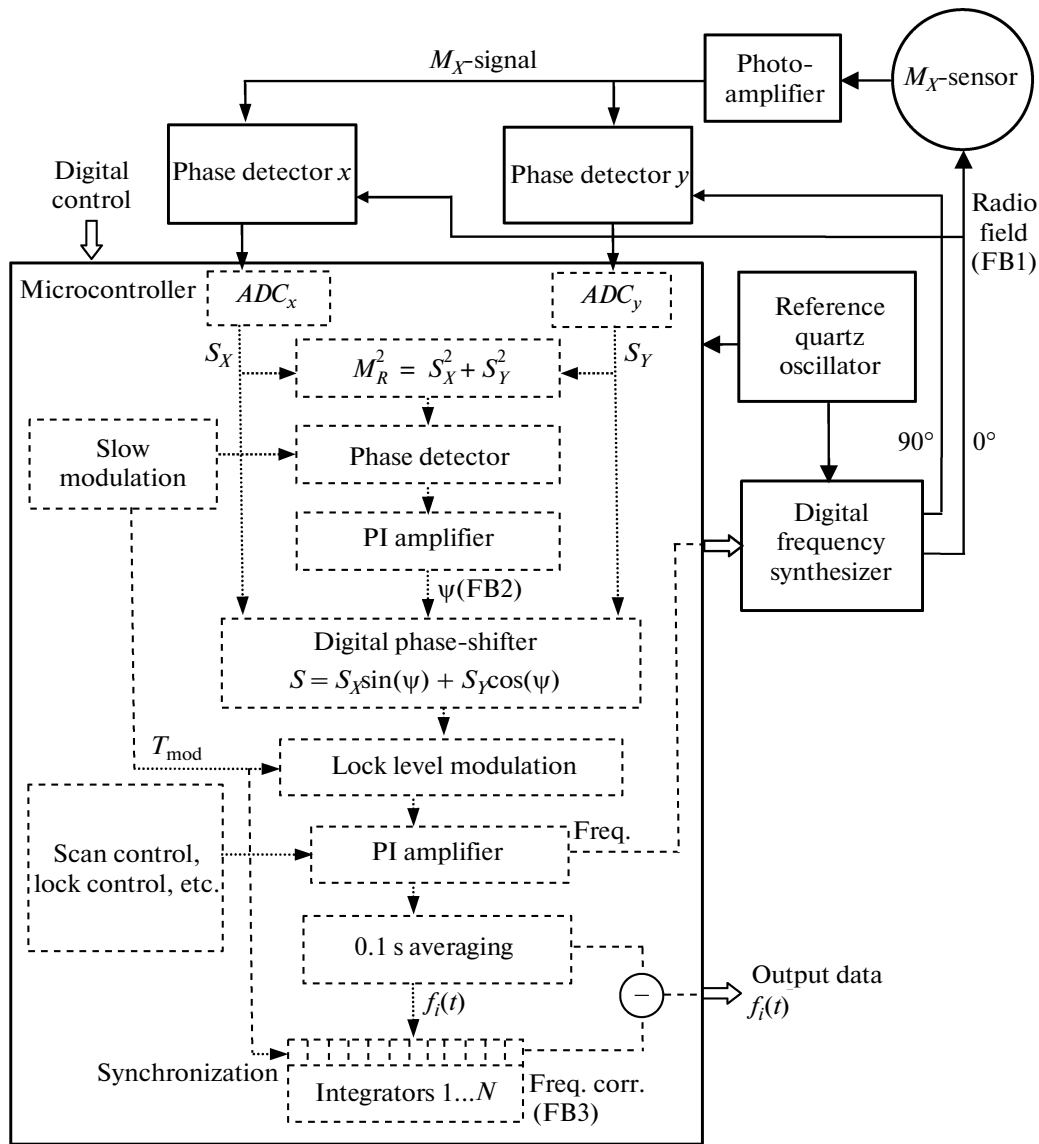 M_X-signal
Photo-
amplifier
M_X-sensor
Digital
control
Phase detector x
Phase detector y
Radio
field
(FB1)
Microcontroller
ADC_x
ADC_y
Reference
quartz
oscillator
S_X
M_R^2 = S_X^2 + S_Y^2
S_Y
Slow
modulation
Phase detector
90°
0°
PI amplifier
Digital
frequency
synthesizer
ψ(FB2)
Digital phase-shifter
S = S_X sin(ψ) + S_Y cos(ψ)
T_mod
Lock level modulation
Scan control,
lock control, etc.
PI amplifier
Freq.
0.1 s averaging
−
Output data
f_i(t)
f_i(t)
Synchronization
Integrators 1...N
Freq. corr.
(FB3)